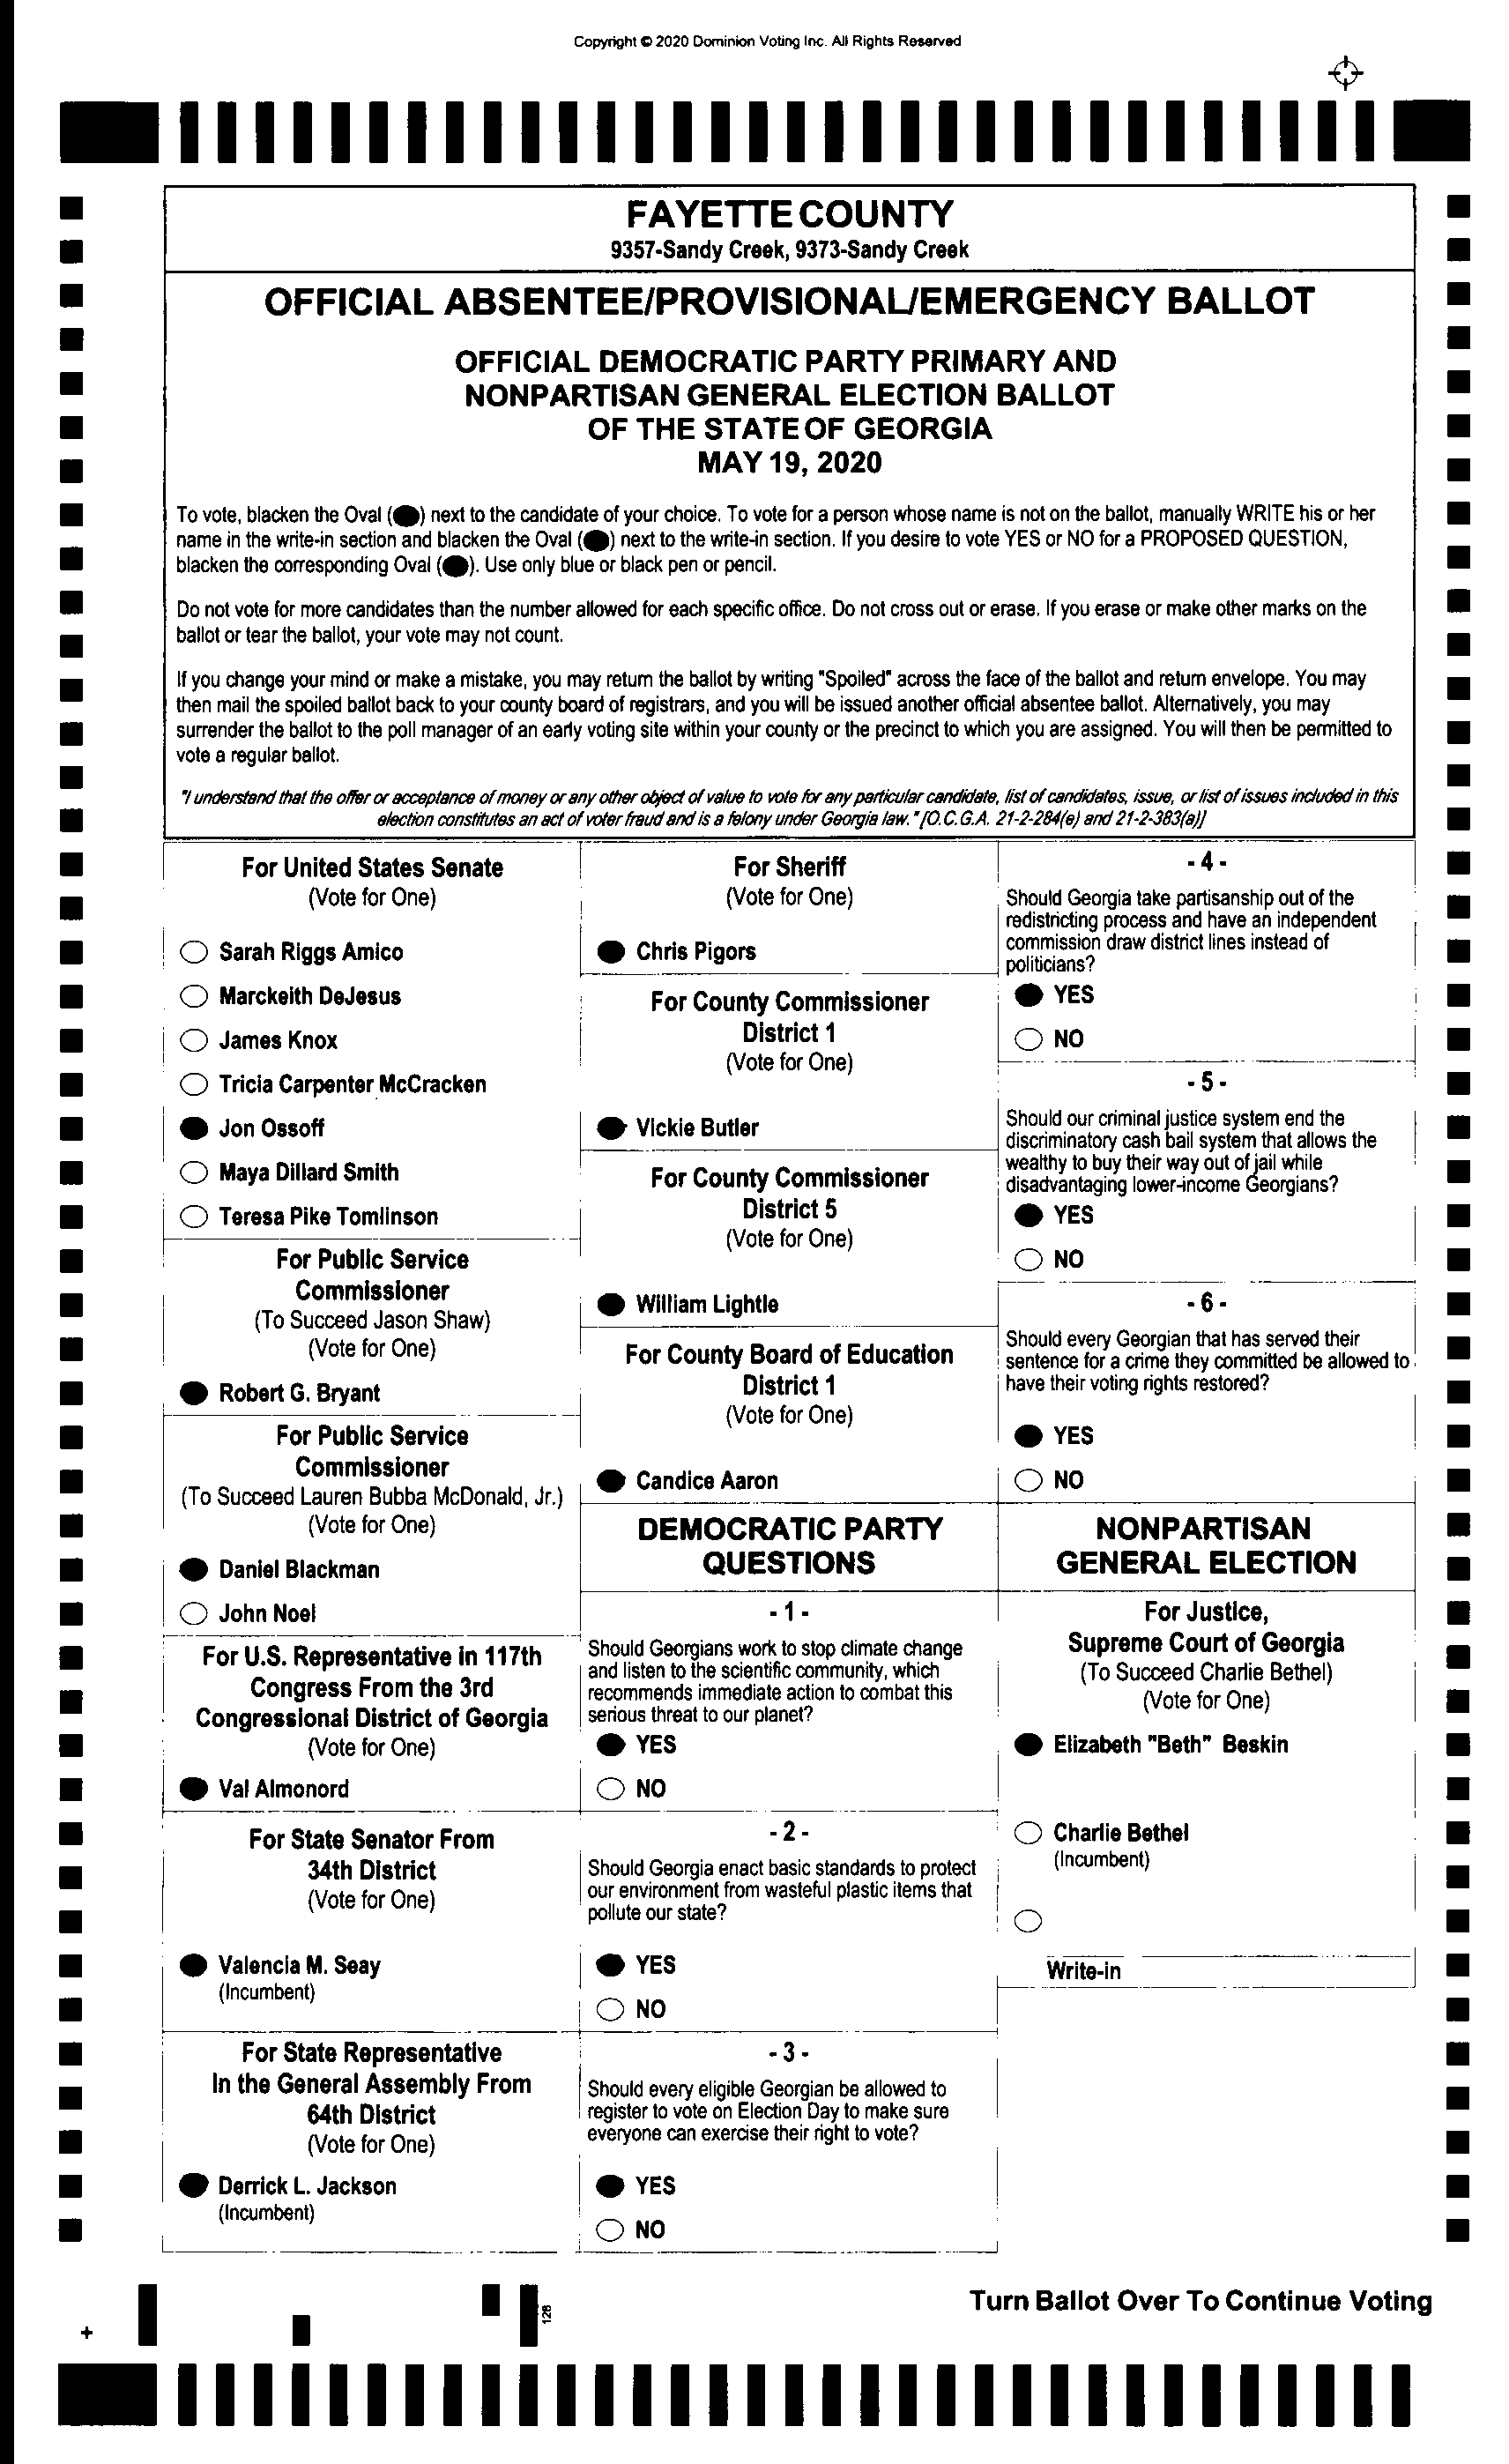 Copyright © 2020 Dominion Voting Inc. All Rights Reserved
FAYETTE COUNTY
9357-Sandy Creek, 9373-Sandy Creek
OFFICIAL ABSENTEE/PROVISIONAL/EMERGENCY BALLOT
OFFICIAL DEMOCRATIC PARTY PRIMARY AND
NONPARTISAN GENERAL ELECTION BALLOT
OF THE STATE OF GEORGIA
MAY 19, 2020
To vote, blacken the Oval (●) next to the candidate of your choice. To vote for a person whose name is not on the ballot, manually WRITE his or her
name in the write-in section and blacken the Oval (●) next to the write-in section. If you desire to vote YES or NO for a PROPOSED QUESTION,
blacken the corresponding Oval (●). Use only blue or black pen or pencil.
Do not vote for more candidates than the number allowed for each specific office. Do not cross out or erase. If you erase or make other marks on the
ballot or tear the ballot, your vote may not count.
If you change your mind or make a mistake, you may return the ballot by writing "Spoiled" across the face of the ballot and return envelope. You may
then mail the spoiled ballot back to your county board of registrars, and you will be issued another official absentee ballot. Alternatively, you may
surrender the ballot to the poll manager of an early voting site within your county or the precinct to which you are assigned. You will then be permitted to
vote a regular ballot.
"I understand that the offer or acceptance of money or any other object of value to vote for any particular candidate, list of candidates, issue, or list of issues included in this
election constitutes an act of voter fraud and is a felony under Georgia law." [O.C.G.A. 21-2-284(e) and 21-2-383(a)]
For United States Senate
(Vote for One)
Sarah Riggs Amico
Marckeith DeJesus
James Knox
Tricia Carpenter McCracken
Jon Ossoff
Maya Dillard Smith
Teresa Pike Tomlinson
For Public Service
Commissioner
(To Succeed Jason Shaw)
(Vote for One)
Robert G. Bryant
For Public Service
Commissioner
(To Succeed Lauren Bubba McDonald, Jr.)
(Vote for One)
Daniel Blackman
John Noel
For U.S. Representative in 117th
Congress From the 3rd
Congressional District of Georgia
(Vote for One)
Val Almonord
For State Senator From
34th District
(Vote for One)
Valencia M. Seay
(Incumbent)
For State Representative
In the General Assembly From
64th District
(Vote for One)
Derrick L. Jackson
(Incumbent)
For Sheriff
(Vote for One)
Chris Pigors
For County Commissioner
District 1
(Vote for One)
Vickie Butler
For County Commissioner
District 5
(Vote for One)
William Lightle
For County Board of Education
District 1
(Vote for One)
Candice Aaron
DEMOCRATIC PARTY
QUESTIONS
- 1 -
Should Georgians work to stop climate change
and listen to the scientific community, which
recommends immediate action to combat this
serious threat to our planet?
YES
NO
- 2 -
Should Georgia enact basic standards to protect
our environment from wasteful plastic items that
pollute our state?
YES
NO
- 3 -
Should every eligible Georgian be allowed to
register to vote on Election Day to make sure
everyone can exercise their right to vote?
YES
NO
- 4 -
Should Georgia take partisanship out of the
redistricting process and have an independent
commission draw district lines instead of
politicians?
YES
NO
- 5 -
Should our criminal justice system end the
discriminatory cash bail system that allows the
wealthy to buy their way out of jail while
disadvantaging lower-income Georgians?
YES
NO
- 6 -
Should every Georgian that has served their
sentence for a crime they committed be allowed to
have their voting rights restored?
YES
NO
NONPARTISAN
GENERAL ELECTION
For Justice,
Supreme Court of Georgia
(To Succeed Charlie Bethel)
(Vote for One)
Elizabeth "Beth" Beskin
Charlie Bethel
(Incumbent)
Write-in
128
Turn Ballot Over To Continue Voting